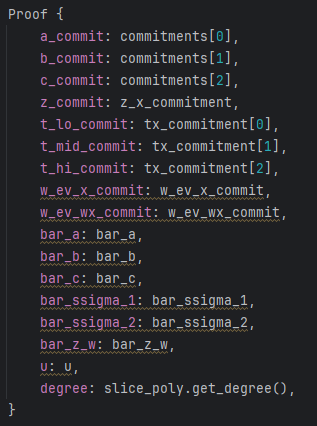 Proof {
a_commit: commitments[0],
b_commit: commitments[1],
c_commit: commitments[2],
z_commit: z_x_commitment,
t_lo_commit: tx_commitment[0],
t_mid_commit: tx_commitment[1],
t_hi_commit: tx_commitment[2],
w_ev_x_commit: w_ev_x_commit,
w_ev_wx_commit: w_ev_wx_commit,
bar_a: bar_a,
bar_b: bar_b,
bar_c: bar_c,
bar_ssigma_1: bar_ssigma_1,
bar_ssigma_2: bar_ssigma_2,
bar_z_w: bar_z_w,
u: u,
degree: slice_poly.get_degree(),
}